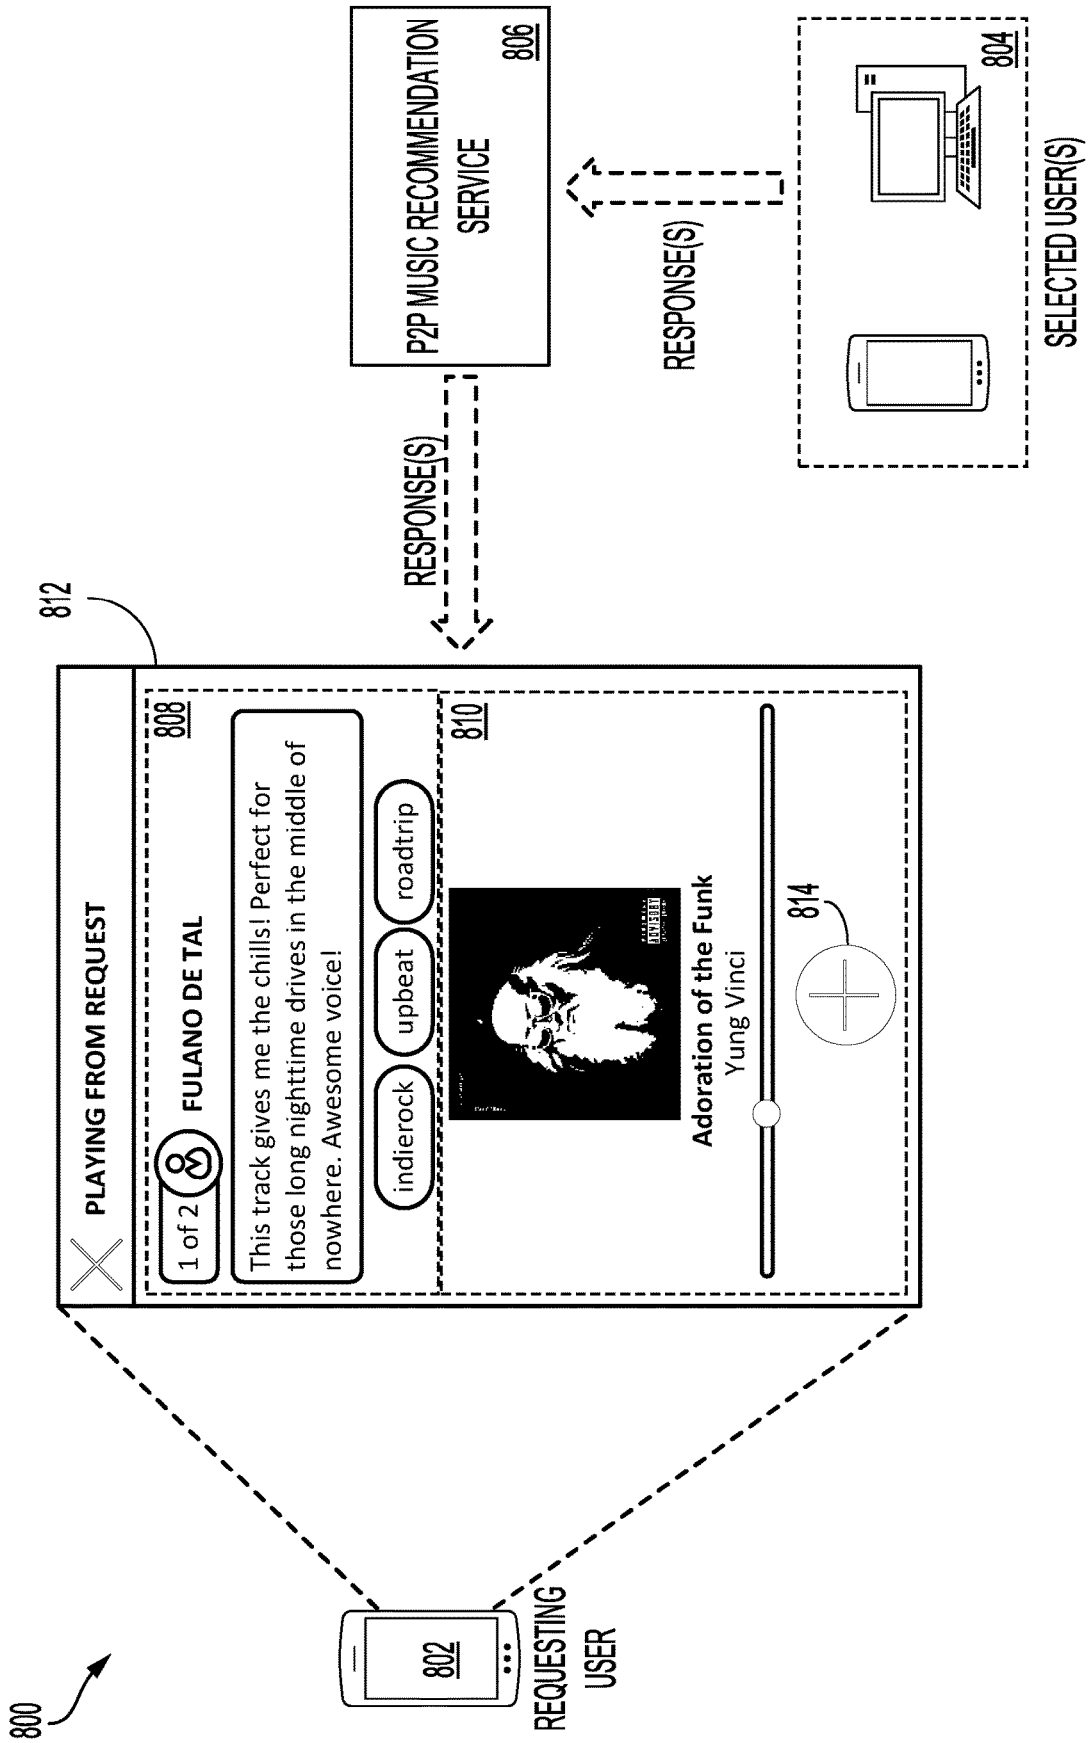 800
802
REQUESTING
USER
812
PLAYING FROM REQUEST
808
1 of 2
FULANO DE TAL
This track gives me the chills! Perfect for
those long nighttime drives in the middle of
nowhere. Awesome voice!
indierock
upbeat
roadtrip
810
ADVISORY
Adoration of the Funk
Yung Vinci
814
RESPONSE(S)
P2P MUSIC RECOMMENDATION
SERVICE
806
RESPONSE(S)
804
SELECTED USER(S)